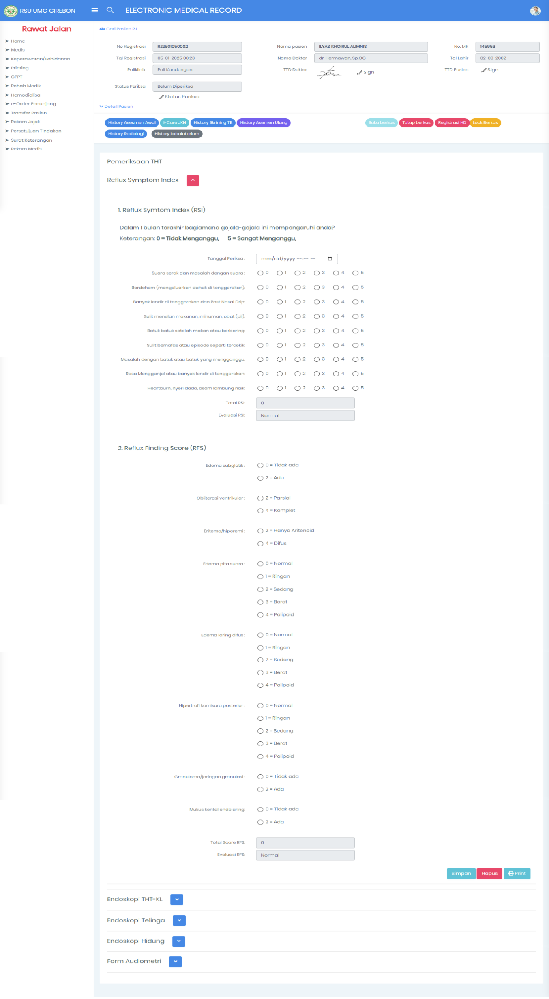 RSU UMC CIREBON
ELECTRONIC MEDICAL RECORD
Rawat Jalan
Home
Medis
Keperawatan/Kebidanan
Printing
CPPT
Rehab Medik
Hemodialisa
e-Order Penunjang
Transfer Pasien
Rekam Jejak
Persetujuan Tindakan
Surat Keterangan
Rekam Medis
Cari Pasien RJ
No Registrasi RJ2501050002 Nama pasien ILYAS KHOIRUL ALIMNIS No. MR 145953
Tgl Registrasi 05-01-2025 00:23 Nama Dokter dr. Hermawan, Sp.OG Tgl Lahir 02-09-2002
Poliklinik Poli Kandungan TTD Dokter Sign TTD Pasien Sign
Status Periksa Belum Diperiksa
Status Periksa
Detail Pasien
History Asesmen Awal I-Care JKN History Skrining TB History Asemen Ulang Buka berkas Tutup berkas Registrasi HD Lock Berkas
History Radiologi History Labolatorium
Pemeriksaan THT
Reflux Symptom Index
1. Reflux Symtom Index (RSI)
Dalam 1 bulan terakhir bagiamana gejala-gejala ini mempengaruhi anda?
Keterangan: 0 = Tidak Menganggu, 5 = Sangat Menganggu,
Tanggal Periksa : mm/dd/yyyy --:-- --
Suara serak dan masalah dengan suara : 0 1 2 3 4 5
Berdehem (mengeluarkan dahak di tenggorokan): 0 1 2 3 4 5
Banyak lendir di tenggorokan dan Post Nasal Drip: 0 1 2 3 4 5
Sulit menelan makanan, minuman, obat (pil): 0 1 2 3 4 5
Batuk batuk setelah makan atau berbaring: 0 1 2 3 4 5
Sulit bernafas atau episode seperti tercekik: 0 1 2 3 4 5
Masalah dengan batuk atau batuk yang mengganggu: 0 1 2 3 4 5
Rasa Mengganjal atau banyak lendir di tenggorokan: 0 1 2 3 4 5
Heartburn, nyeri dada, asam lambung naik: 0 1 2 3 4 5
Total RSI: 0
Evaluasi RSI: Normal
2. Reflux Finding Score (RFS)
Edema subglotik : 0 = Tidak ada
2 = Ada
Obliterasi ventrikular : 2 = Parsial
4 = Komplet
Eritema/hiperemi : 2 = Hanya Aritenoid
4 = Difus
Edema pita suara : 0 = Normal
1 = Ringan
2 = Sedang
3 = Berat
4 = Polipoid
Edema laring difus : 0 = Normal
1 = Ringan
2 = Sedang
3 = Berat
4 = Polipoid
Hipertrofi komisura posterior : 0 = Normal
1 = Ringan
2 = Sedang
3 = Berat
4 = Polipoid
Granuloma/jaringan granulasi : 0 = Tidak ada
2 = Ada
Mukus kental endolaring: 0 = Tidak ada
2 = Ada
Total Score RFS: 0
Evaluasi RFS: Normal
Simpan Hapus Print
Endoskopi THT-KL
Endoskopi Telinga
Endoskopi Hidung
Form Audiometri